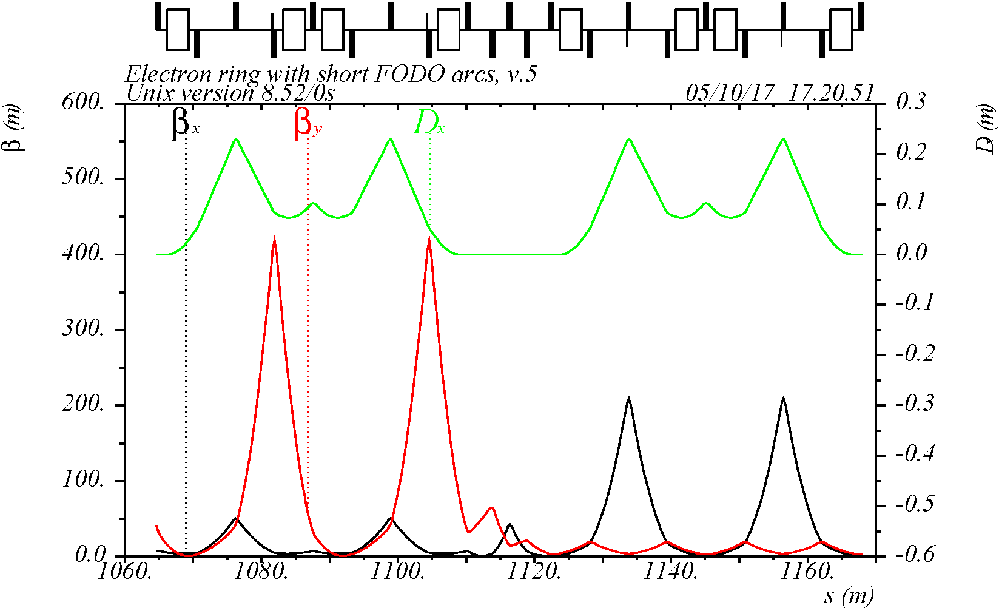 Electron ring with short FODO arcs, v.5
Unix version 8.52/0s 05/10/17 17.20.51
β (m)
D (m)
βx βy Dx
600.
500.
400.
300.
200.
100.
0.0
0.3
0.2
0.1
0.0
-0.1
-0.2
-0.3
-0.4
-0.5
-0.6
1060. 1080. 1100. 1120. 1140. 1160.
s (m)